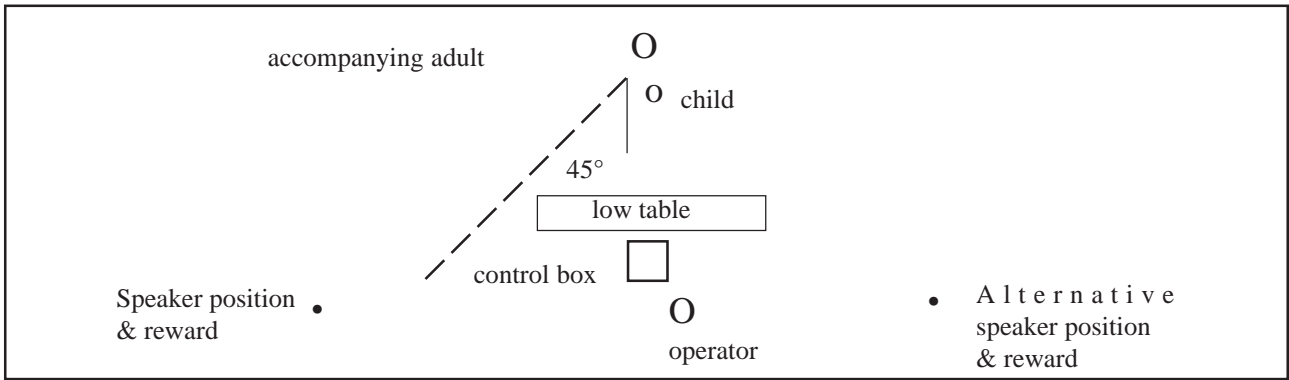 O
accompanying adult
o child
45°
low table
control box
Speaker position
& reward
O
operator
Alternative
speaker position
& reward